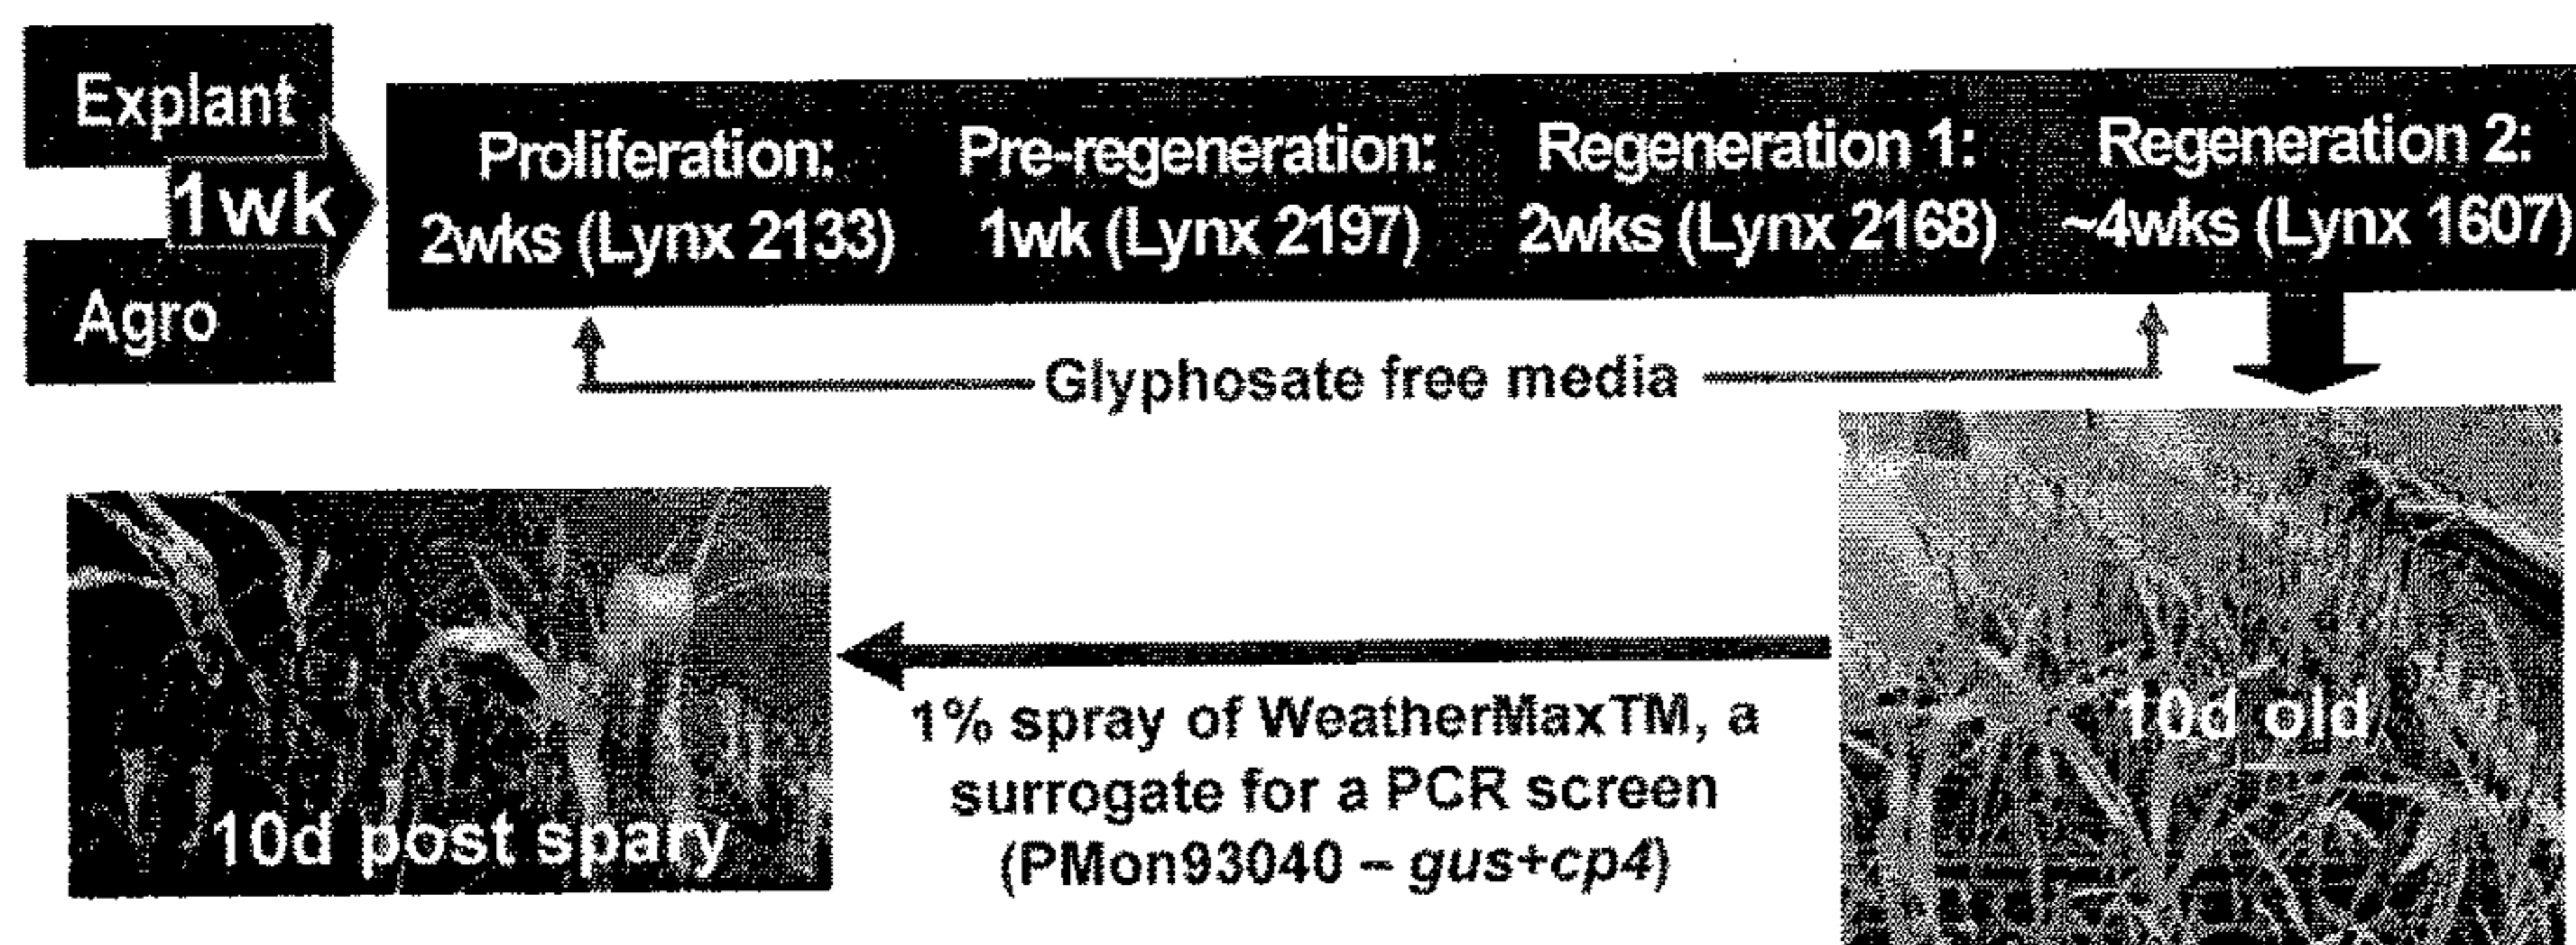 Explant
1wk
Agro
Proliferation:
2wks (Lynx 2133)
Pre-regeneration:
1wk (Lynx 2197)
Regeneration 1:
2wks (Lynx 2168)
Regeneration 2:
~4wks (Lynx 1607)
Glyphosate free media
10d old
1% spray of WeatherMaxTM, a
surrogate for a PCR screen
(PMon93040 – gus+cp4)
10d post spary